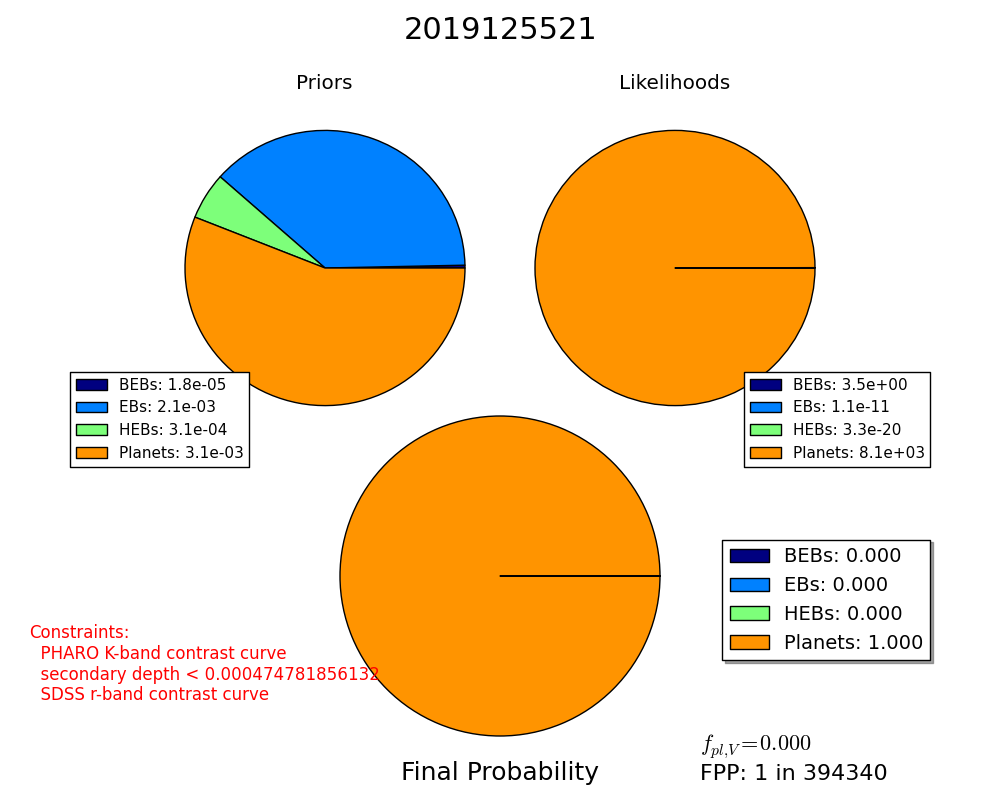 2019125521
Priors
Likelihoods
BEBs: 1.8e-05
EBs: 2.1e-03
HEBs: 3.1e-04
Planets: 3.1e-03
BEBs: 3.5e+00
EBs: 1.1e-11
HEBs: 3.3e-20
Planets: 8.1e+03
BEBs: 0.000
EBs: 0.000
HEBs: 0.000
Planets: 1.000
Constraints:
PHARO K-band contrast curve
secondary depth < 0.000474781856132
SDSS r-band contrast curve
Final Probability
f_{pl,V}=0.000
FPP: 1 in 394340